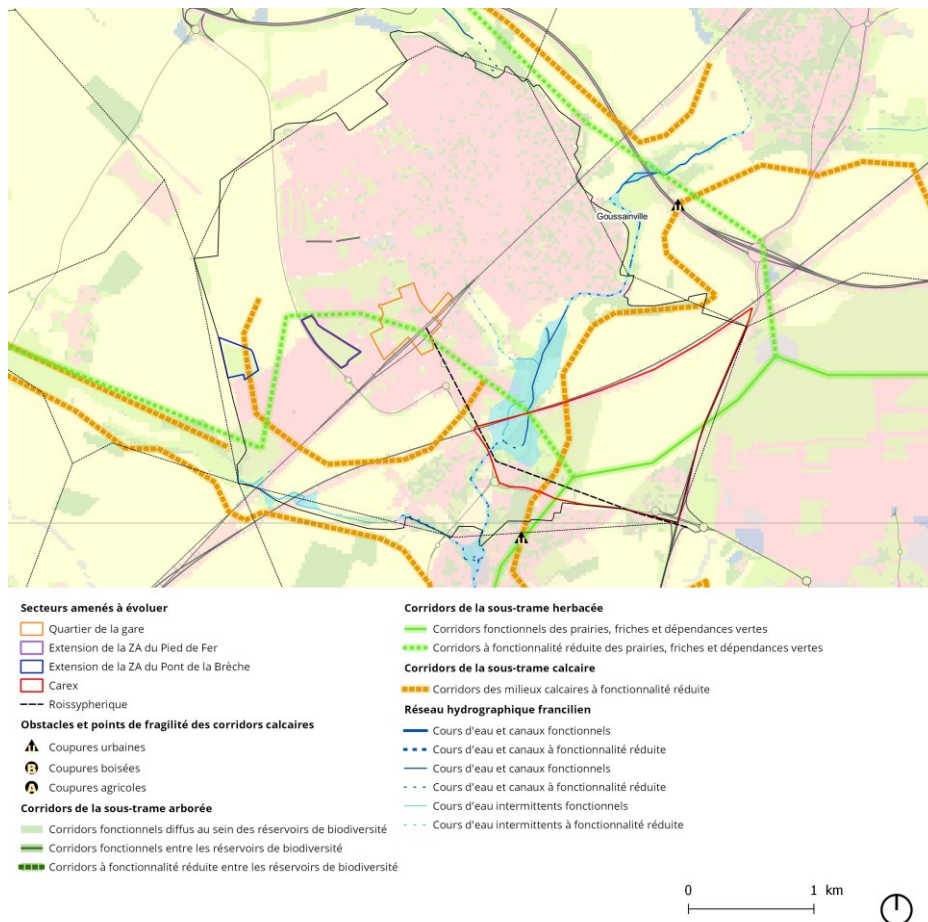 Goussainville
Secteurs amenés à évoluer
Quartier de la gare
Extension de la ZA du Pied de Fer
Extension de la ZA du Pont de la Brèche
Carex
Roissypherique
Obstacles et points de fragilité des corridors calcaires
Coupures urbaines
B Coupures boisées
A Coupures agricoles
Corridors de la sous-trame arborée
Corridors fonctionnels diffus au sein des réservoirs de biodiversité
Corridors fonctionnels entre les réservoirs de biodiversité
Corridors à fonctionnalité réduite entre les réservoirs de biodiversité
Corridors de la sous-trame herbacée
Corridors fonctionnels des prairies, friches et dépendances vertes
Corridors à fonctionnalité réduite des prairies, friches et dépendances vertes
Corridors de la sous-trame calcaire
Corridors des milieux calcaires à fonctionnalité réduite
Réseau hydrographique francilien
Cours d'eau et canaux fonctionnels
Cours d'eau et canaux à fonctionnalité réduite
Cours d'eau et canaux fonctionnels
Cours d'eau et canaux à fonctionnalité réduite
Cours d'eau intermittents fonctionnels
Cours d'eau intermittents à fonctionnalité réduite
0 1 km